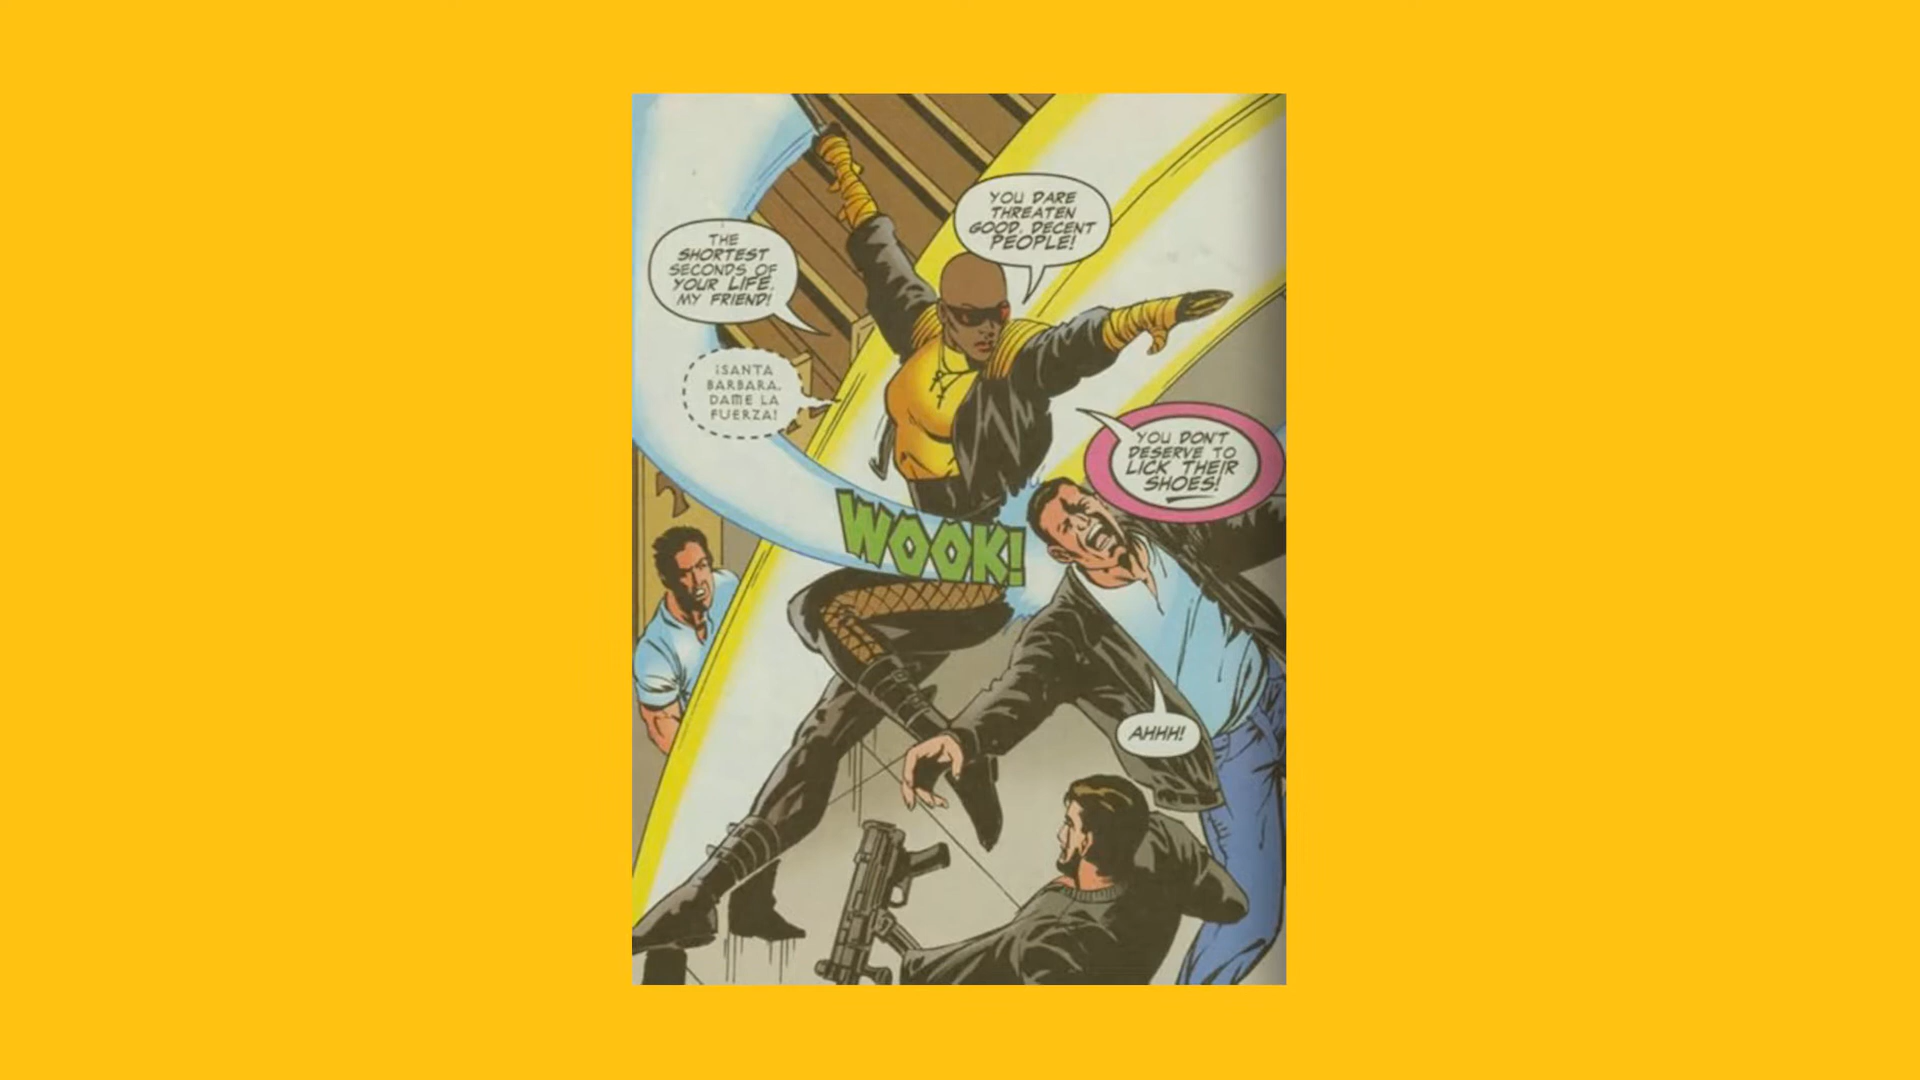 YOU DARE
THREATEN
GOOD, DECENT
PEOPLE!
THE
SHORTEST
SECONDS OF
YOUR LIFE,
MY FRIEND!
¡SANTA
BARBARA,
DAME LA
FUERZA!
YOU DON'T
DESERVE TO
LICK THEIR
SHOES!
WOOK!
AHHH!